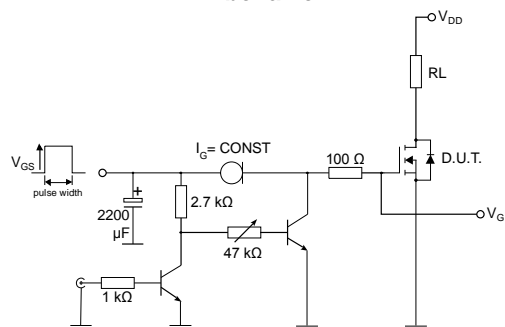 V_DD
RL
I_G= CONST
V_GS
pulse width
100 Ω
D.U.T.
2200
μF
+
2.7 kΩ
47 kΩ
V_G
1 kΩ